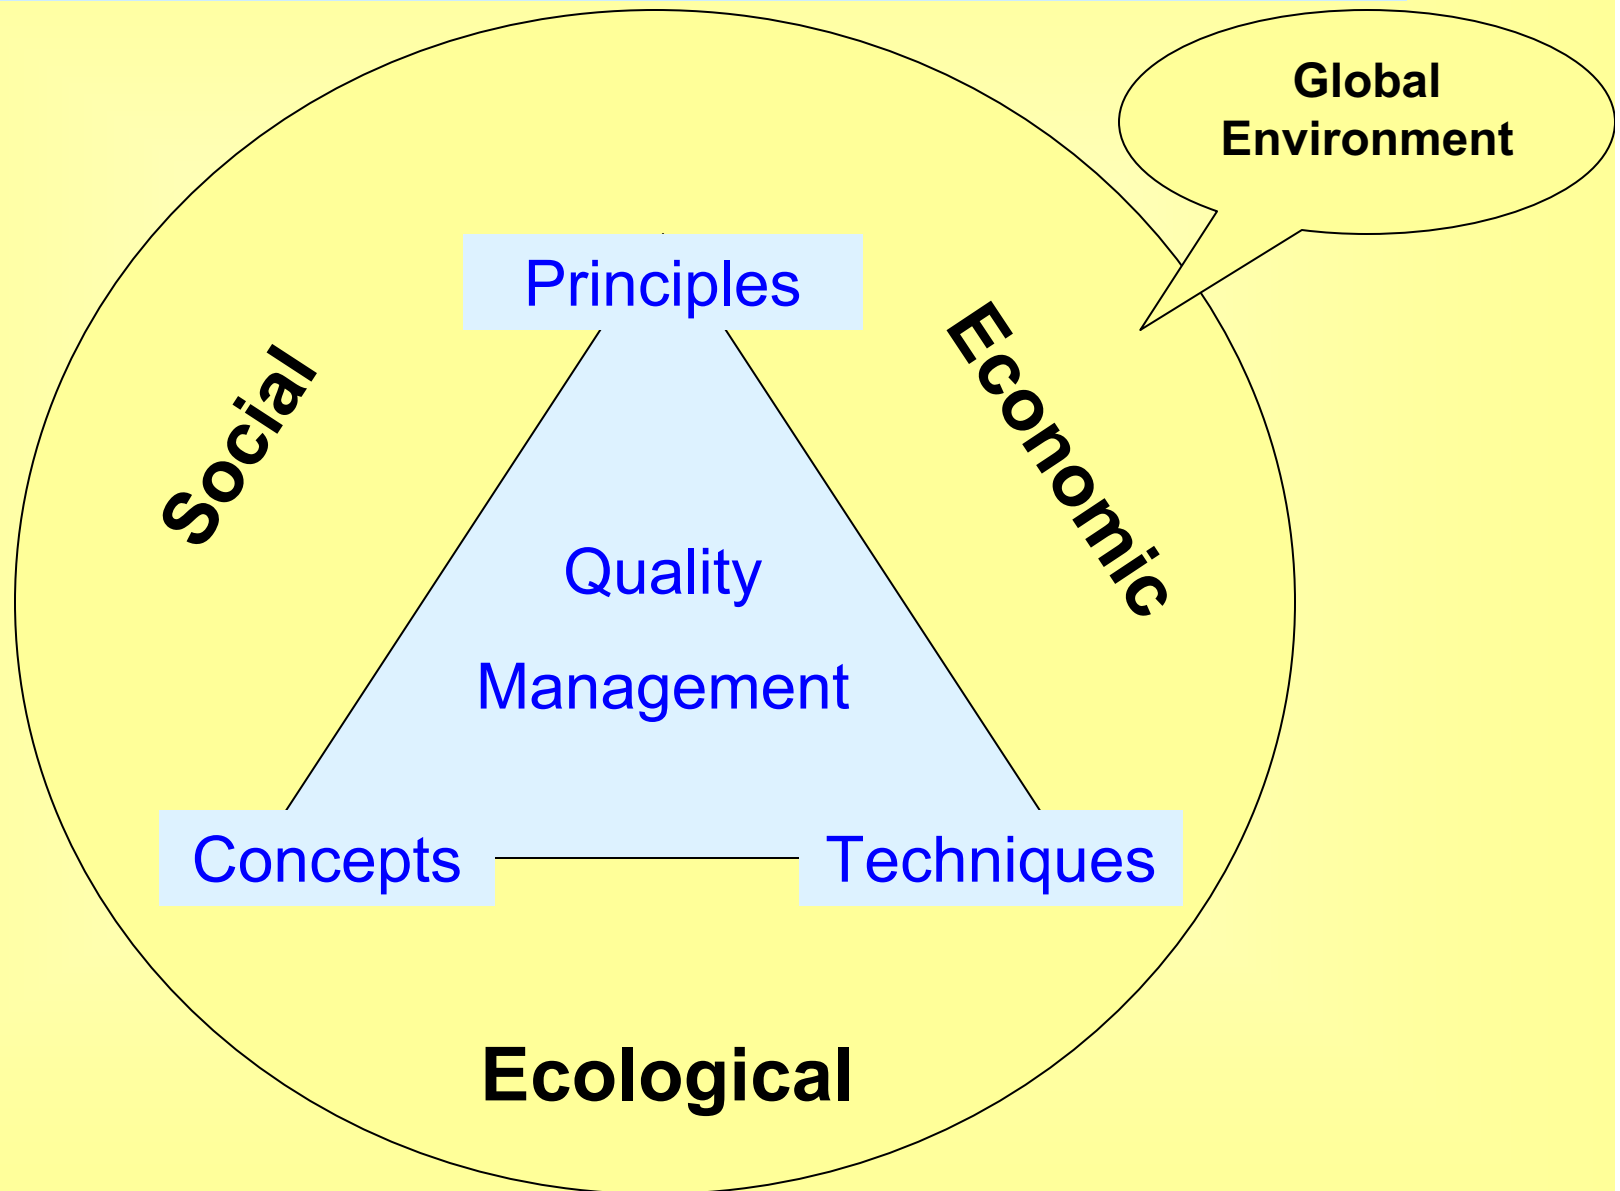 Global
Environment
Principles
Social
Economic
Quality
Management
Concepts
Techniques
Ecological